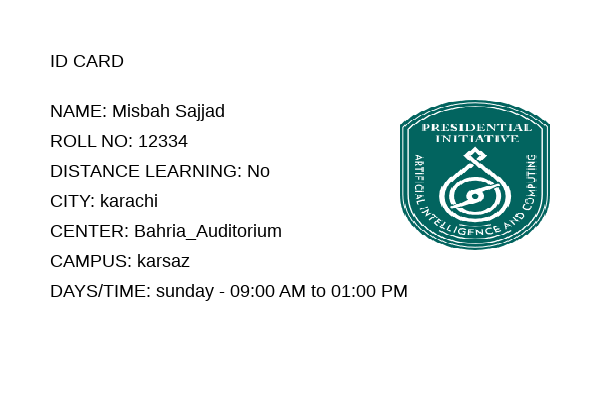 ID CARD
NAME: Misbah Sajjad
ROLL NO: 12334
DISTANCE LEARNING: No
CITY: karachi
CENTER: Bahria_Auditorium
CAMPUS: karsaz
DAYS/TIME: sunday - 09:00 AM to 01:00 PM
PRESIDENTIAL
INITIATIVE
ARTIFICIAL INTELLIGENCE AND COMPUTING